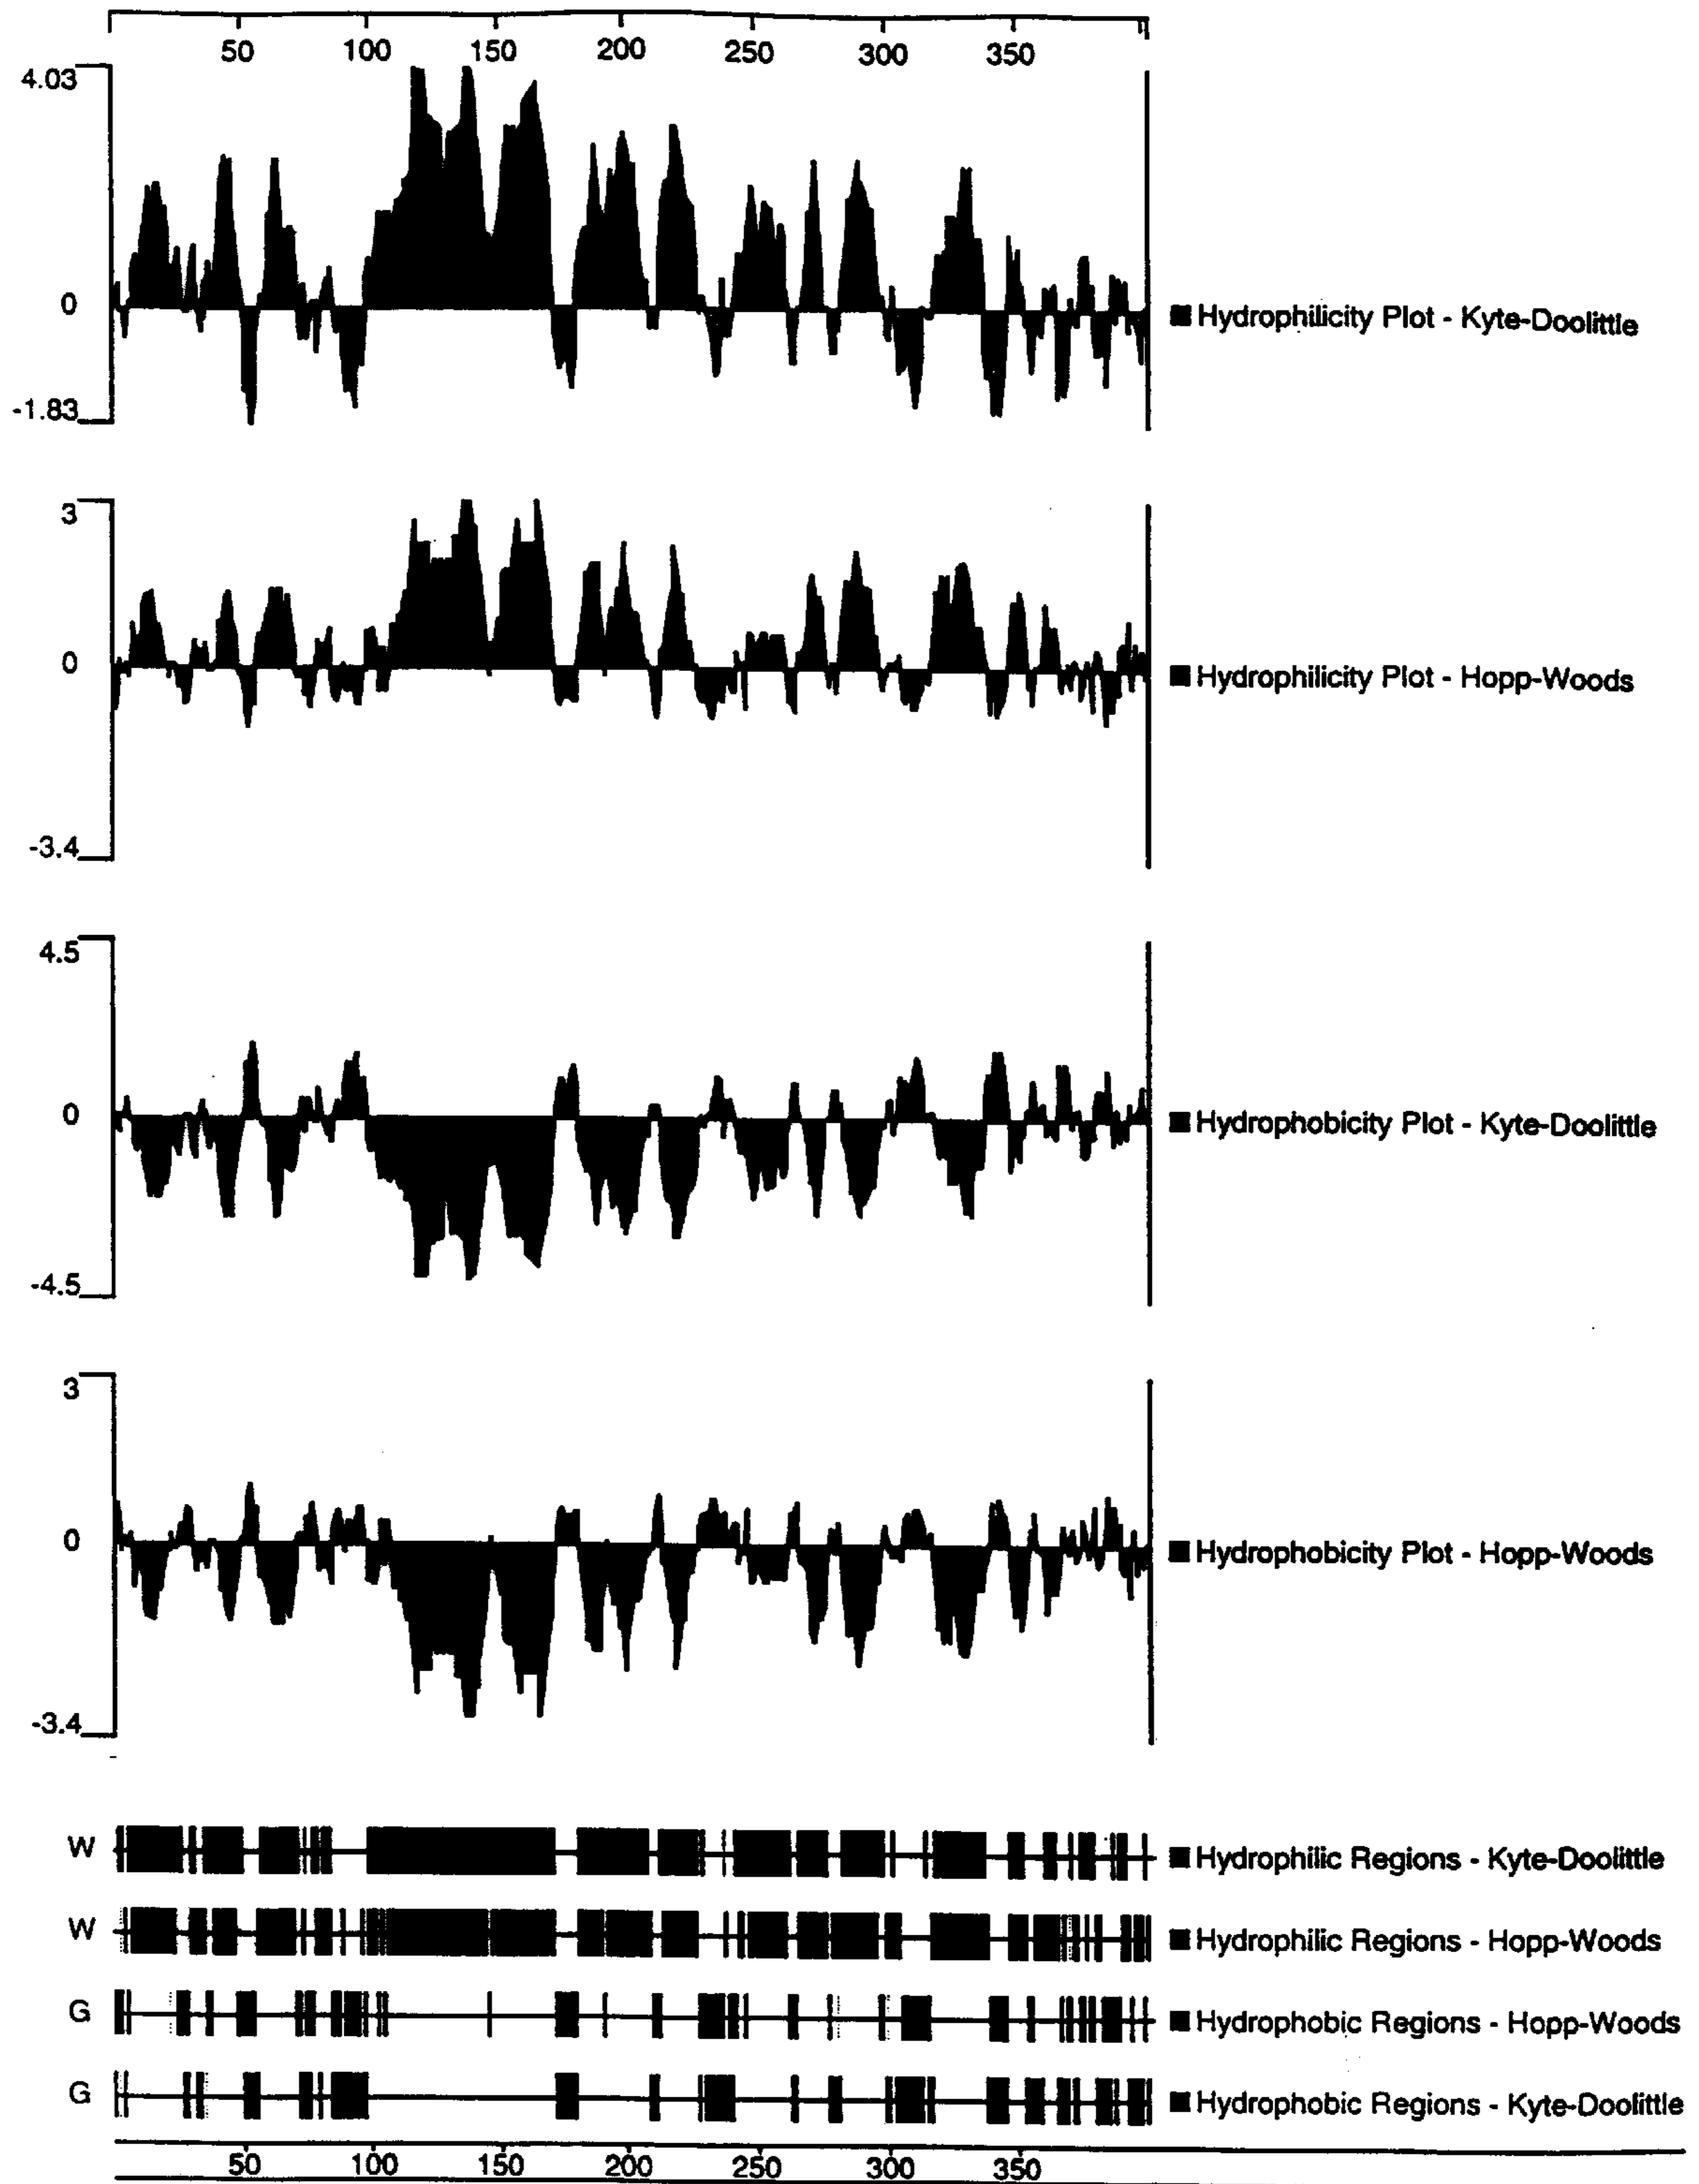 50 100 150 200 250 300 350
4.03
0
Hydrophilicity Plot - Kyte-Doolittle
-1.83
3
0
Hydrophilicity Plot - Hopp-Woods
-3.4
4.5
0
Hydrophobicity Plot - Kyte-Doolittle
-4.5
3
0
Hydrophobicity Plot - Hopp-Woods
-3.4
W Hydrophilic Regions - Kyte-Doolittle
W Hydrophilic Regions - Hopp-Woods
G Hydrophobic Regions - Hopp-Woods
G Hydrophobic Regions - Kyte-Doolittle
50 100 150 200 250 300 350